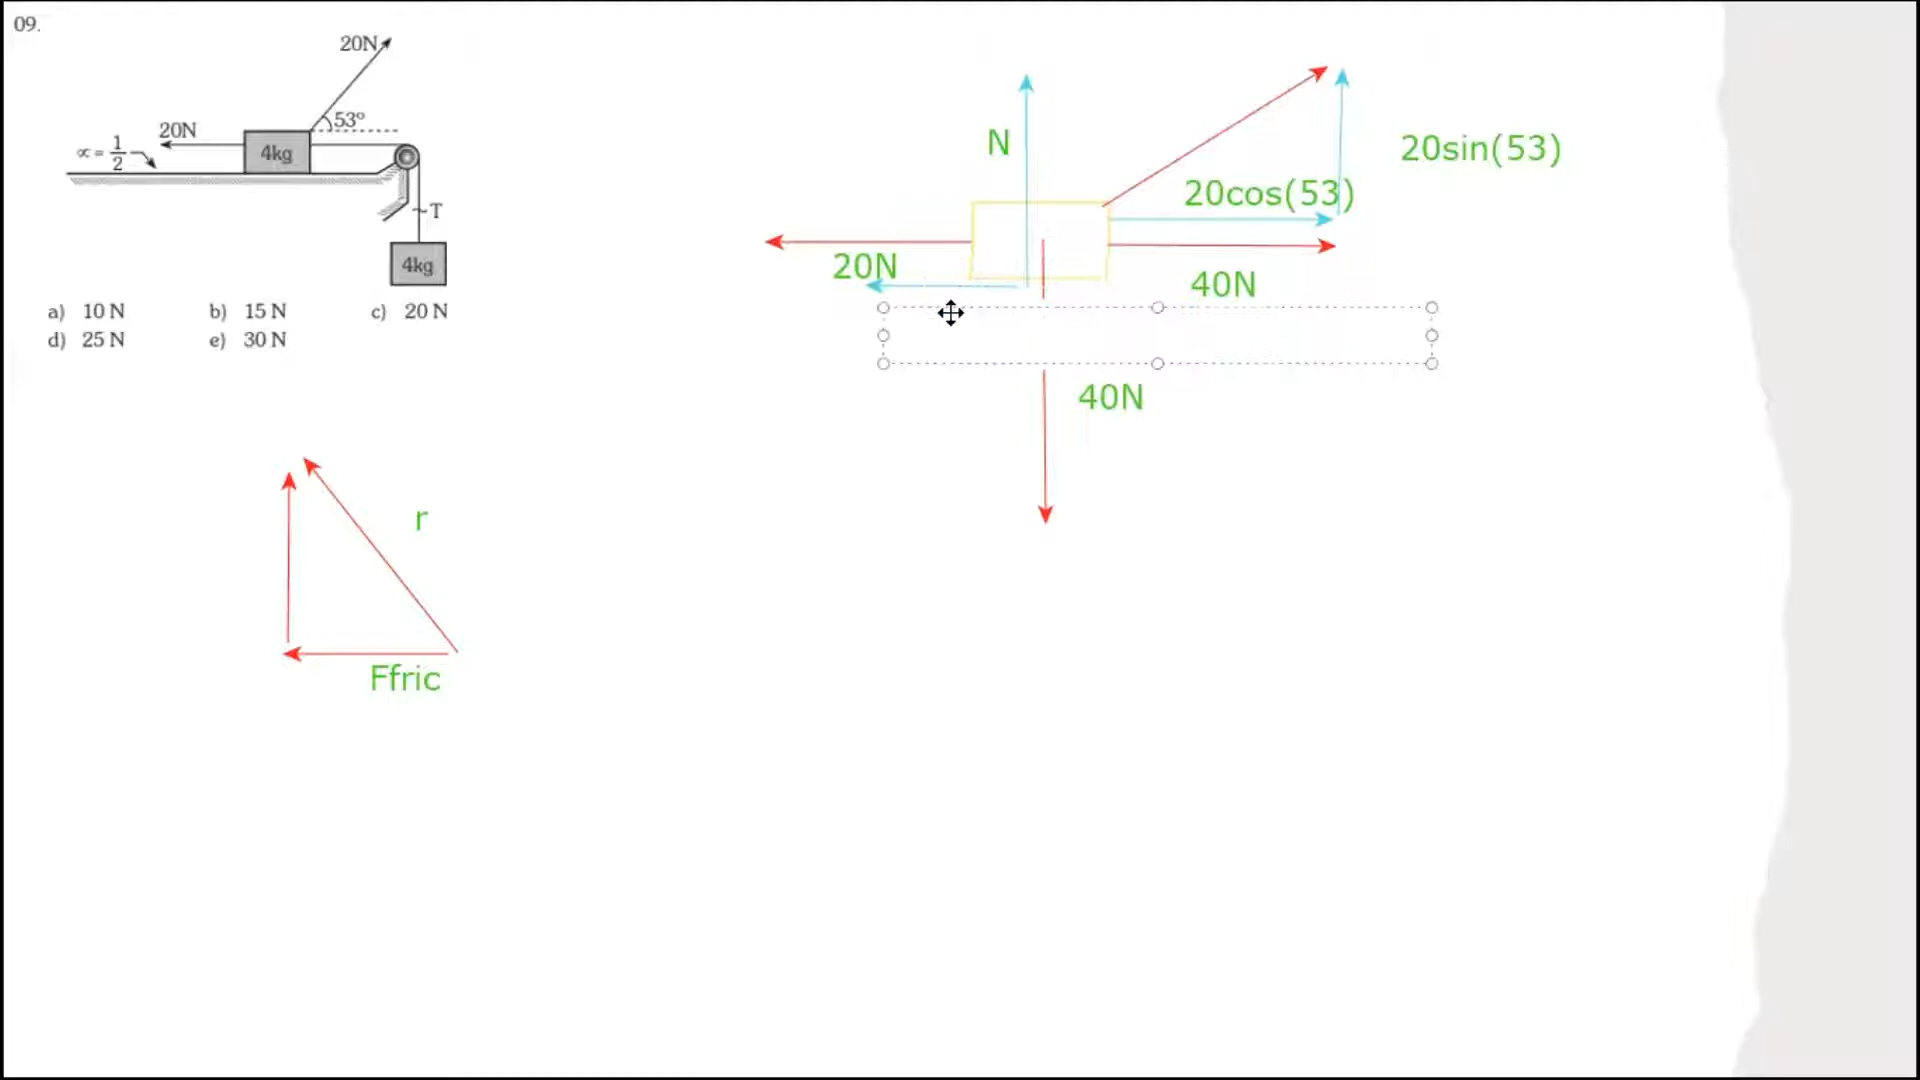 09.
20N
53º
20N
∝ = 1/2
4kg
T
4kg
a) 10 N b) 15 N c) 20 N
d) 25 N e) 30 N
N
20sin(53)
20cos(53)
20N
40N
40N
r
Ffric